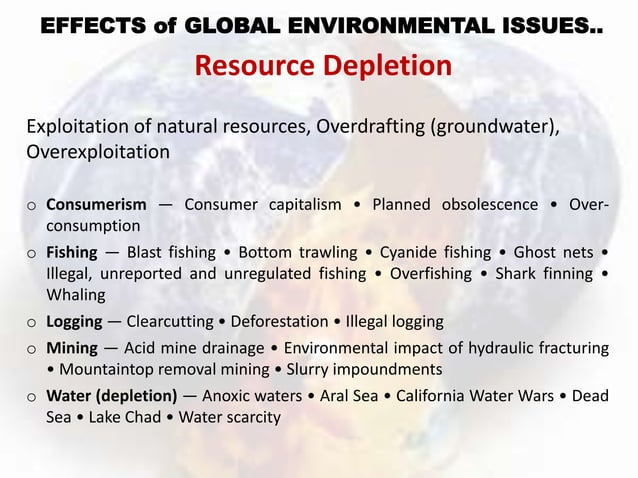 EFFECTS of GLOBAL ENVIRONMENTAL ISSUES..
Resource Depletion
Exploitation of natural resources, Overdrafting (groundwater),
Overexploitation
o Consumerism — Consumer capitalism • Planned obsolescence • Over-
consumption
o Fishing — Blast fishing • Bottom trawling • Cyanide fishing • Ghost nets •
Illegal, unreported and unregulated fishing • Overfishing • Shark finning •
Whaling
o Logging — Clearcutting • Deforestation • Illegal logging
o Mining — Acid mine drainage • Environmental impact of hydraulic fracturing
• Mountaintop removal mining • Slurry impoundments
o Water (depletion) — Anoxic waters • Aral Sea • California Water Wars • Dead
Sea • Lake Chad • Water scarcity